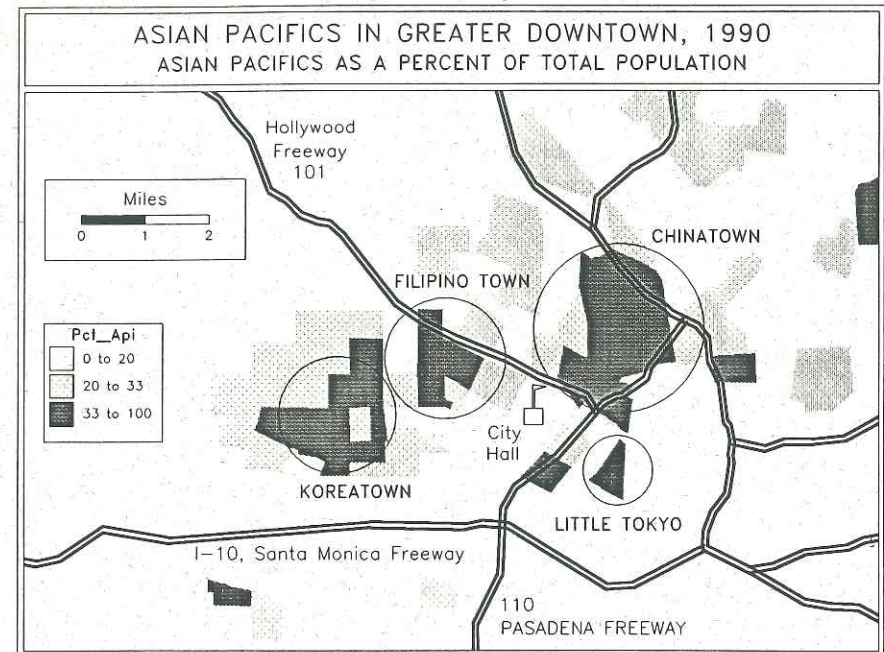 ASIAN PACIFICS IN GREATER DOWNTOWN, 1990
ASIAN PACIFICS AS A PERCENT OF TOTAL POPULATION
Hollywood
Freeway
101
Miles
0 1 2
CHINATOWN
FILIPINO TOWN
Pct_Api
0 to 20
20 to 33
33 to 100
City
Hall
KOREATOWN
LITTLE TOKYO
I-10, Santa Monica Freeway
110
PASADENA FREEWAY